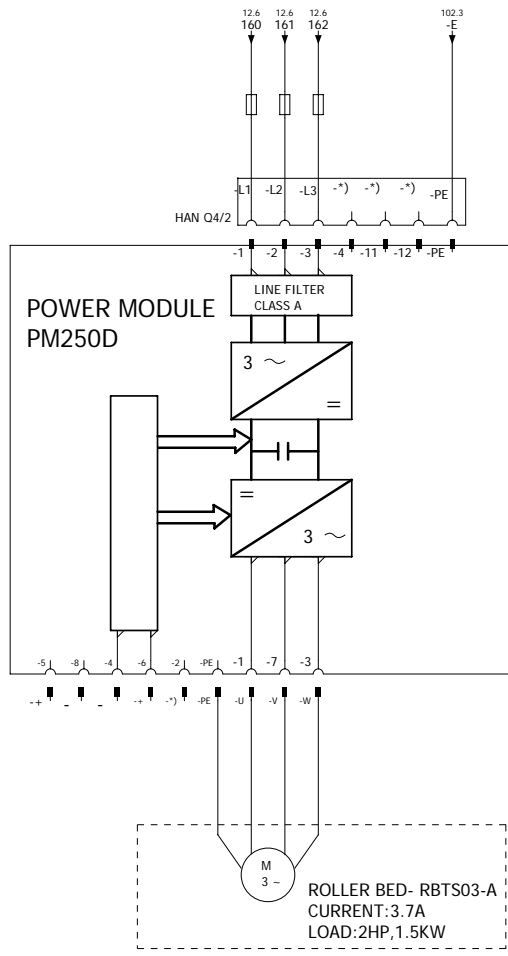 12.6 12.6 12.6 102.3
160 161 162 -E
-L1 -L2 -L3 -*) -*) -*) -PE
HAN Q4/2
-1 -2 -3 -4 -11 -12 -PE
LINE FILTER
CLASS A
POWER MODULE
PM250D
3 ~
=
=
3 ~
-5 -8 -4 -6 -2 -PE -1 -7 -3
-+ - - -+ -*) -PE -U -V -W
M
3 ~
ROLLER BED- RBTS03-A
CURRENT:3.7A
LOAD:2HP,1.5KW